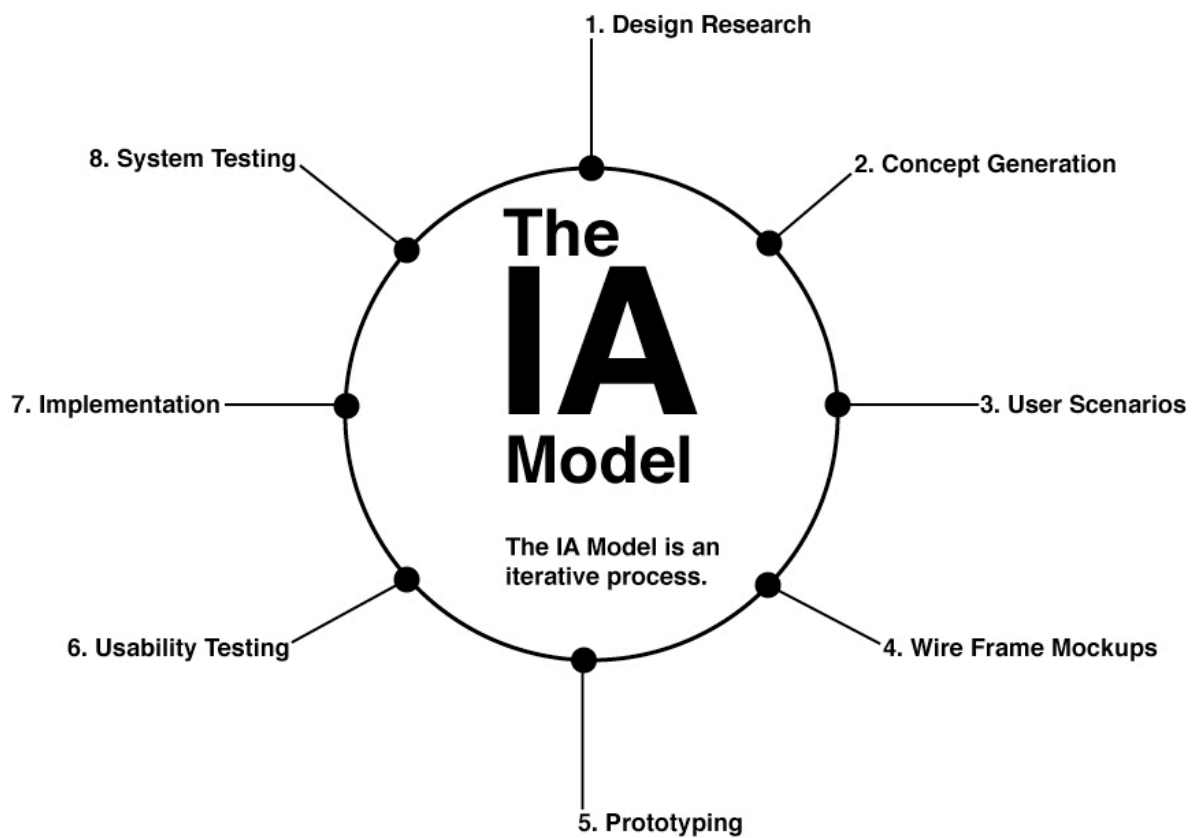 1. Design Research
2. Concept Generation
3. User Scenarios
4. Wire Frame Mockups
5. Prototyping
6. Usability Testing
7. Implementation
8. System Testing
The
IA
Model
The IA Model is an
iterative process.